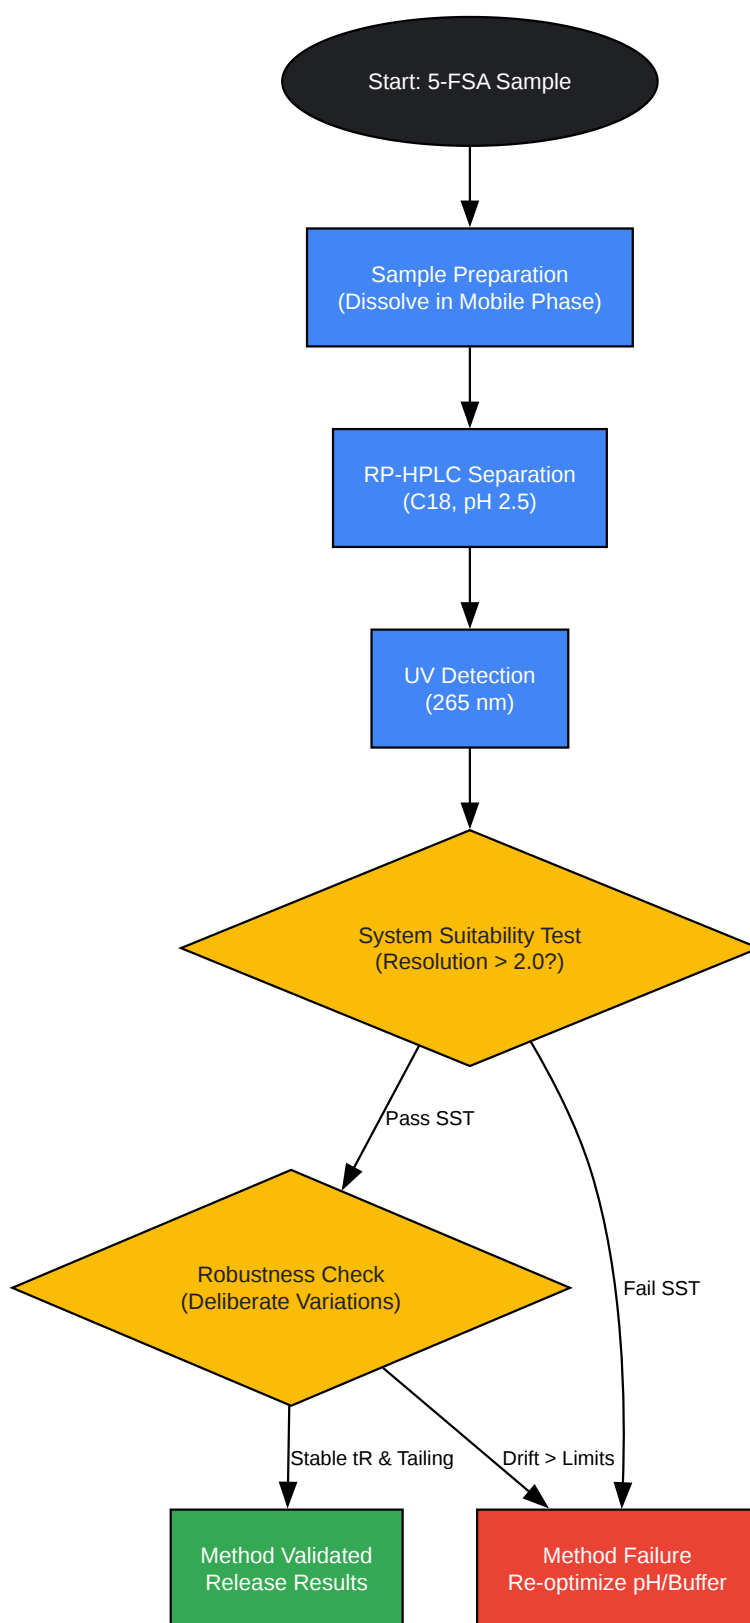 Start: 5-FSA Sample
Sample Preparation
(Dissolve in Mobile Phase)
RP-HPLC Separation
(C18, pH 2.5)
UV Detection
(265 nm)
System Suitability Test
(Resolution > 2.0?)
Pass SST
Robustness Check
(Deliberate Variations)
Fail SST
Stable tR & Tailing
Drift > Limits
Method Validated
Release Results
Method Failure
Re-optimize pH/Buffer